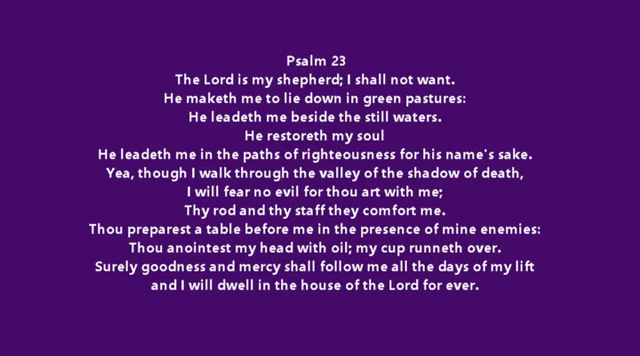 Psalm 23
The Lord is my shepherd; I shall not want.
He maketh me to lie down in green pastures:
He leadeth me beside the still waters.
He restoreth my soul
He leadeth me in the paths of righteousness for his name's sake.
Yea, though I walk through the valley of the shadow of death,
I will fear no evil for thou art with me;
Thy rod and thy staff they comfort me.
Thou preparest a table before me in the presence of mine enemies:
Thou anointest my head with oil; my cup runneth over.
Surely goodness and mercy shall follow me all the days of my lift
and I will dwell in the house of the Lord for ever.